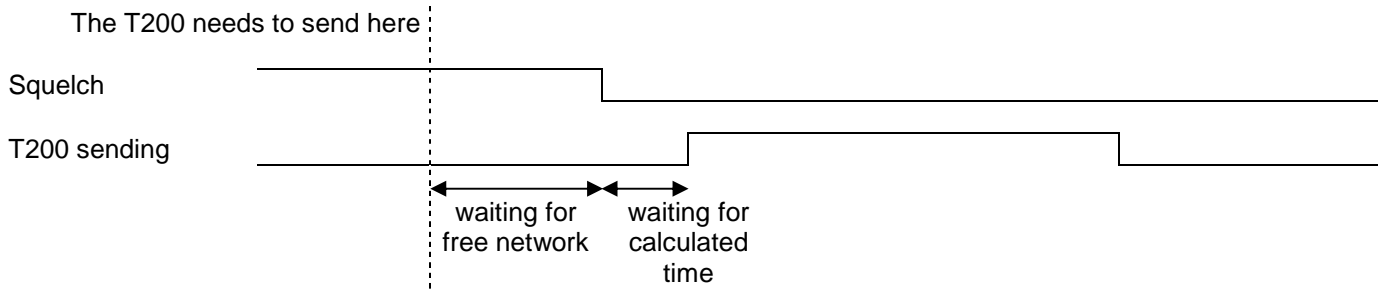 The T200 needs to send here
Squelch
T200 sending
waiting for
free network
waiting for
calculated
time